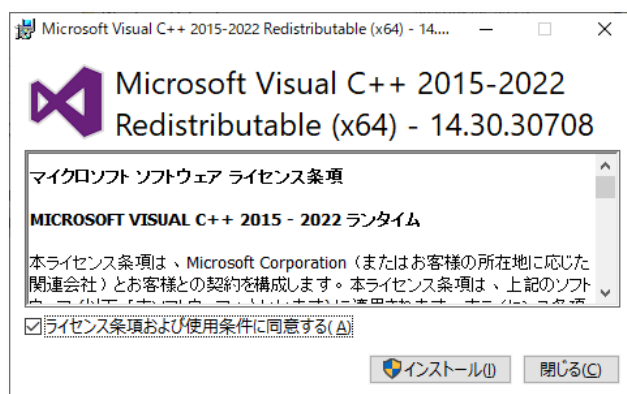 Microsoft Visual C++ 2015-2022 Redistributable (x64) - 14....
Microsoft Visual C++ 2015-2022
Redistributable (x64) - 14.30.30708
マイクロソフト ソフトウェア ライセンス条項
MICROSOFT VISUAL C++ 2015 - 2022 ランタイム
本ライセンス条項は、Microsoft Corporation（またはお客様の所在地に応じた
関連会社）とお客様との契約を構成します。本ライセンス条項は、上記のソフト
ライセンス条項および使用条件に同意する(A)
インストール(I)
閉じる(C)